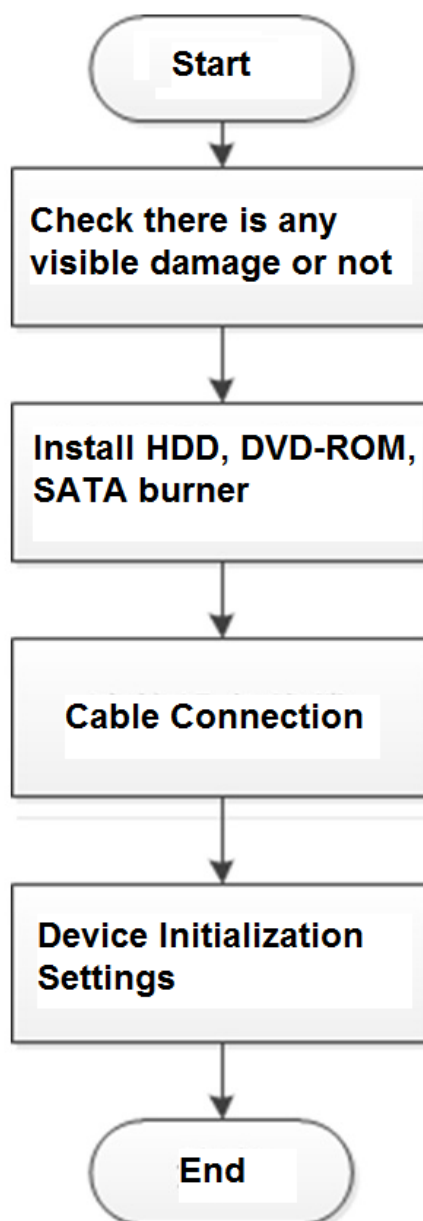 Start
Check there is any
visible damage or not
Install HDD, DVD-ROM,
SATA burner
Cable Connection
Device Initialization
Settings
End